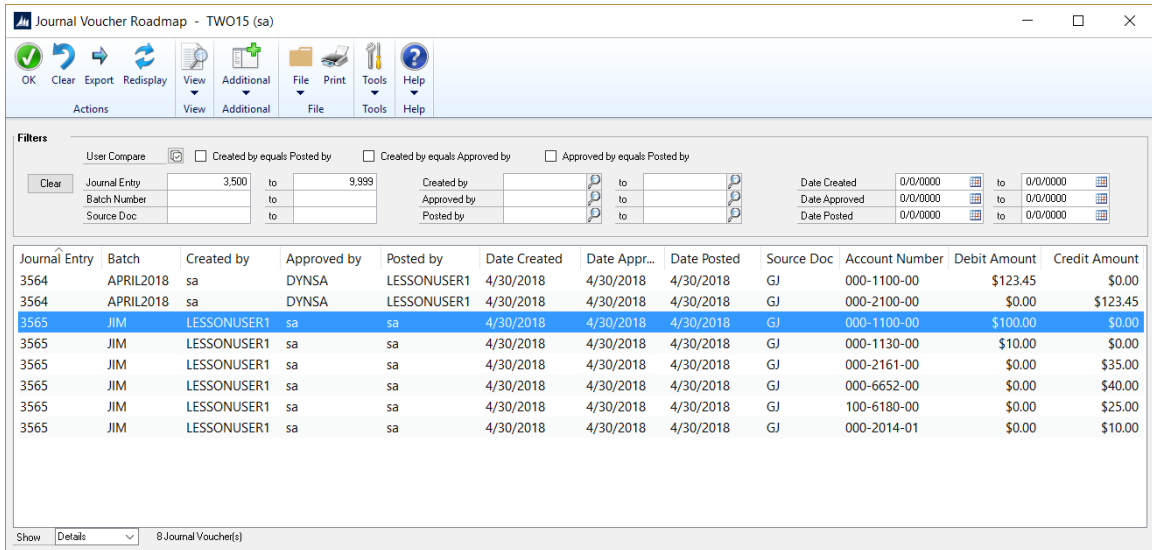 Journal Voucher Roadmap - TWO15 (sa)
OK Clear Export Redisplay View Additional File Print Tools Help
Actions View Additional File Tools Help
Filters
User Compare Created by equals Posted by Created by equals Approved by Approved by equals Posted by
Clear Journal Entry 3,500 to 9,999 Created by to Date Created 0/0/0000 to 0/0/0000
Batch Number to Approved by to Date Approved 0/0/0000 to 0/0/0000
Source Doc to Posted by to Date Posted 0/0/0000 to 0/0/0000
Journal Entry Batch Created by Approved by Posted by Date Created Date Appr... Date Posted Source Doc Account Number Debit Amount Credit Amount
3564 APRIL2018 sa DYNSA LESSONUSER1 4/30/2018 4/30/2018 4/30/2018 GJ 000-1100-00 $123.45 $0.00
3564 APRIL2018 sa DYNSA LESSONUSER1 4/30/2018 4/30/2018 4/30/2018 GJ 000-2100-00 $0.00 $123.45
3565 JIM LESSONUSER1 sa sa 4/30/2018 4/30/2018 4/30/2018 GJ 000-1100-00 $100.00 $0.00
3565 JIM LESSONUSER1 sa sa 4/30/2018 4/30/2018 4/30/2018 GJ 000-1130-00 $10.00 $0.00
3565 JIM LESSONUSER1 sa sa 4/30/2018 4/30/2018 4/30/2018 GJ 000-2161-00 $0.00 $35.00
3565 JIM LESSONUSER1 sa sa 4/30/2018 4/30/2018 4/30/2018 GJ 000-6652-00 $0.00 $40.00
3565 JIM LESSONUSER1 sa sa 4/30/2018 4/30/2018 4/30/2018 GJ 100-6180-00 $0.00 $25.00
3565 JIM LESSONUSER1 sa sa 4/30/2018 4/30/2018 4/30/2018 GJ 000-2014-01 $0.00 $10.00
Show Details 8 Journal Voucher(s)